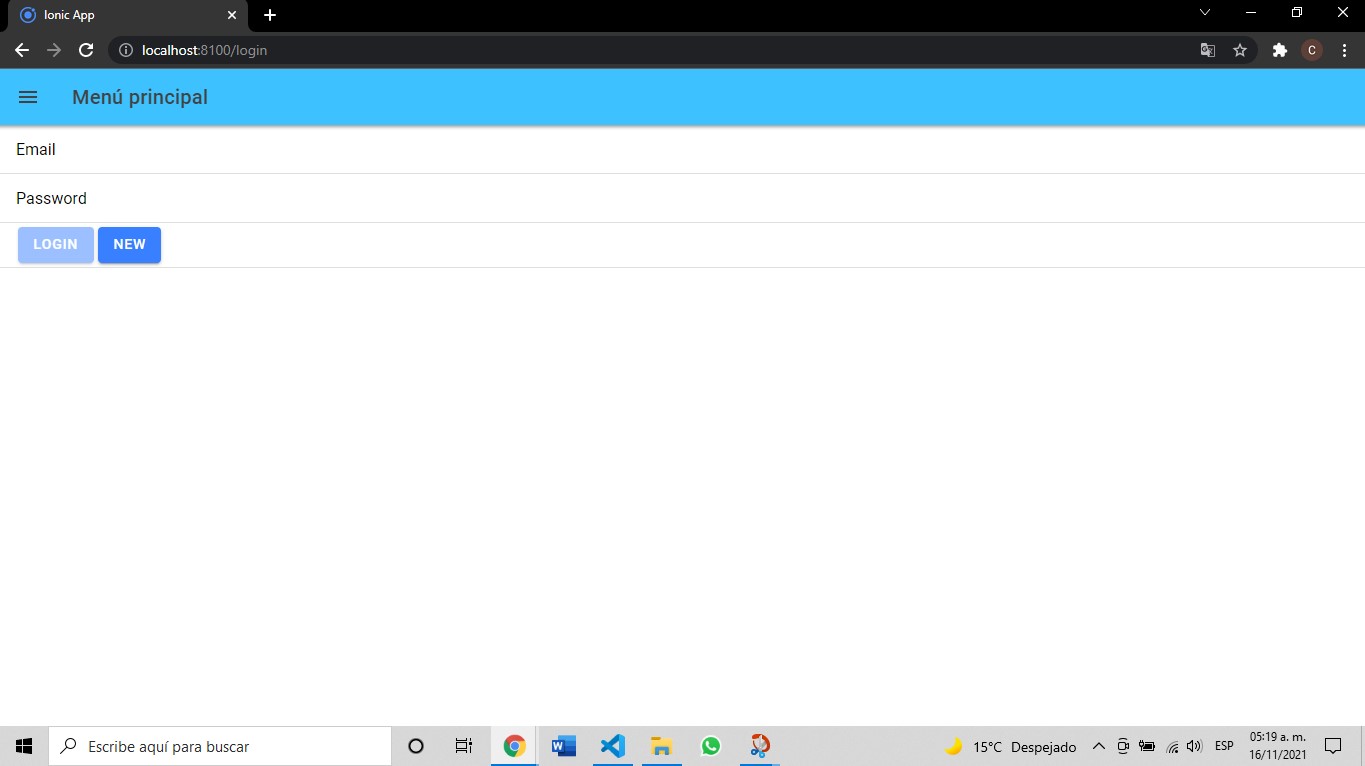 Ionic App
localhost:8100/login
C
Menú principal
Email
Password
LOGIN NEW
Escribe aquí para buscar
15°C Despejado
ESP
05:19 a. m.
16/11/2021